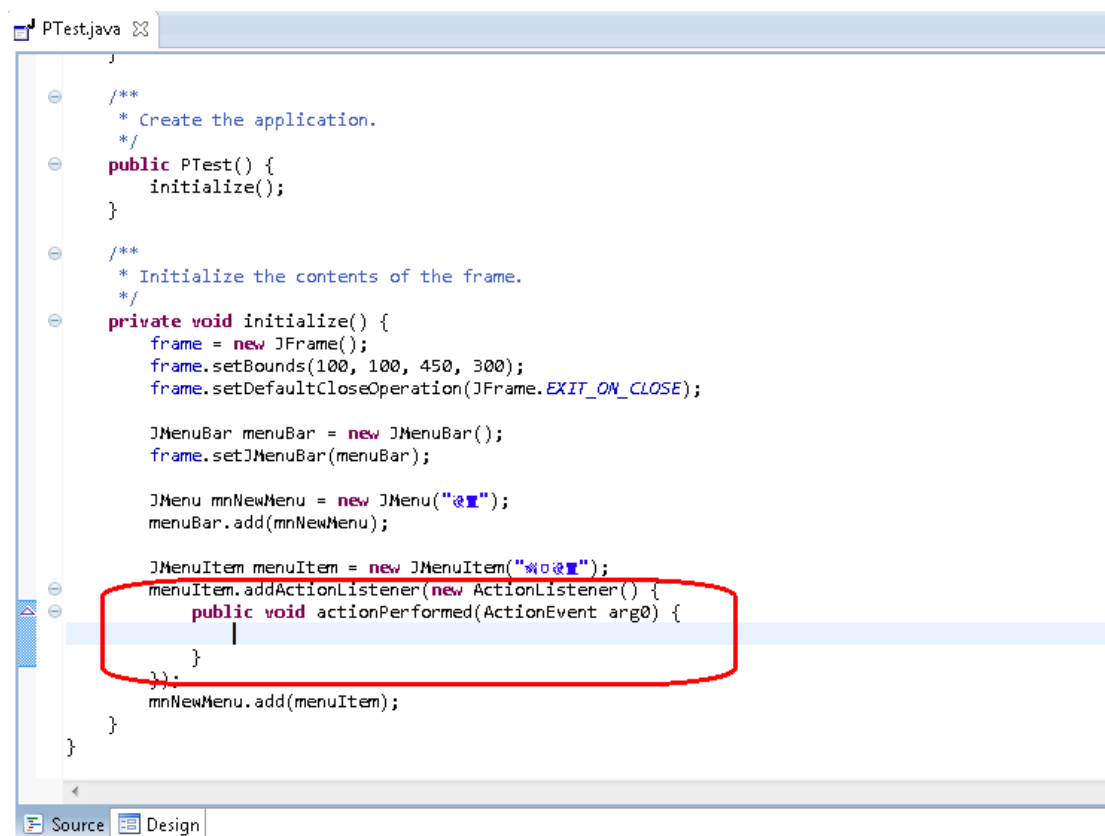 PTest.java
}
/**
* Create the application.
*/
public PTest() {
initialize();
}
/**
* Initialize the contents of the frame.
*/
private void initialize() {
frame = new JFrame();
frame.setBounds(100, 100, 450, 300);
frame.setDefaultCloseOperation(JFrame.EXIT_ON_CLOSE);
JMenuBar menuBar = new JMenuBar();
frame.setJMenuBar(menuBar);
JMenu mnNewMenu = new JMenu("");
menuBar.add(mnNewMenu);
JMenuItem menuItem = new JMenuItem("");
menuItem.addActionListener(new ActionListener() {
public void actionPerformed(ActionEvent arg0) {
}
});
mnNewMenu.add(menuItem);
}
}
Source Design